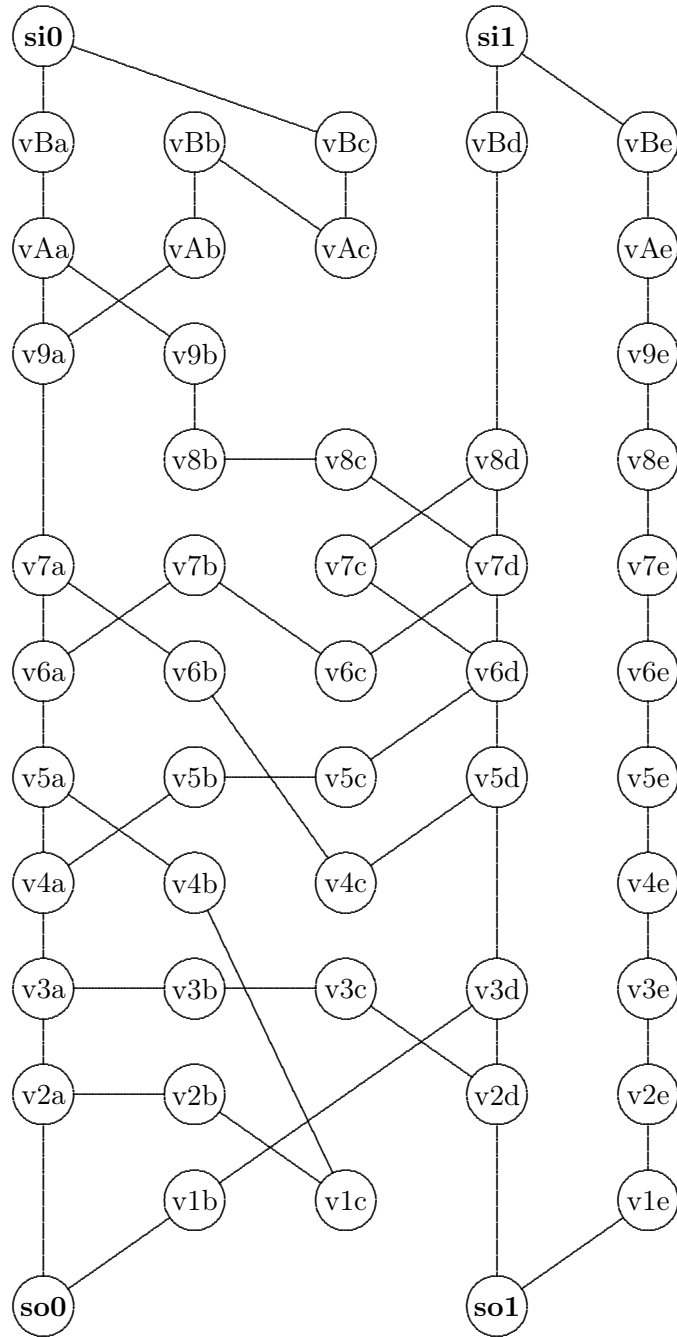 si0 si1
vBa vBb vBc vBd vBe
vAa vAb vAc vAe
v9a v9b v9e
v8b v8c v8d v8e
v7a v7b v7c v7d v7e
v6a v6b v6c v6d v6e
v5a v5b v5c v5d v5e
v4a v4b v4c v4e
v3a v3b v3c v3d v3e
v2a v2b v2d v2e
v1b v1c v1e
so0 so1